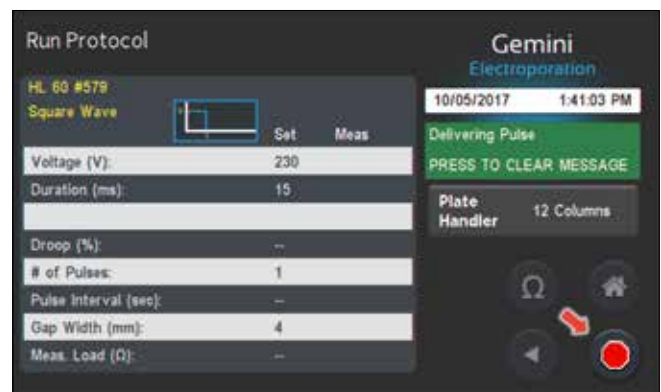 Run Protocol
Gemini
Electroporation
HL 60 #579
Square Wave
Set Meas
10/05/2017 1:41:03 PM
Delivering Pulse
PRESS TO CLEAR MESSAGE
Voltage (V): 230
Duration (ms): 15
Plate Handler 12 Columns
Droop (%): --
# of Pulses: 1
Pulse Interval (sec): --
Gap Width (mm): 4
Meas. Load (Ω): --
Ω